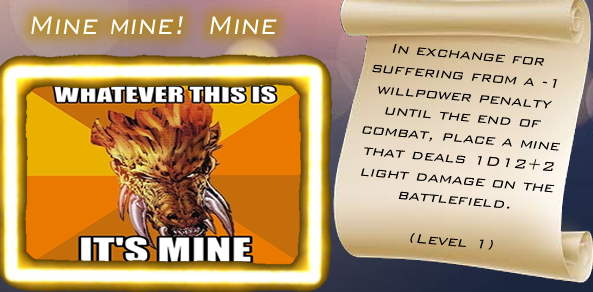 Mine mine! Mine
WHATEVER THIS IS
IT'S MINE
In exchange for
suffering from a -1
willpower penalty
until the end of
combat, place a mine
that deals 1D12+2
light damage on the
battlefield.
(Level 1)